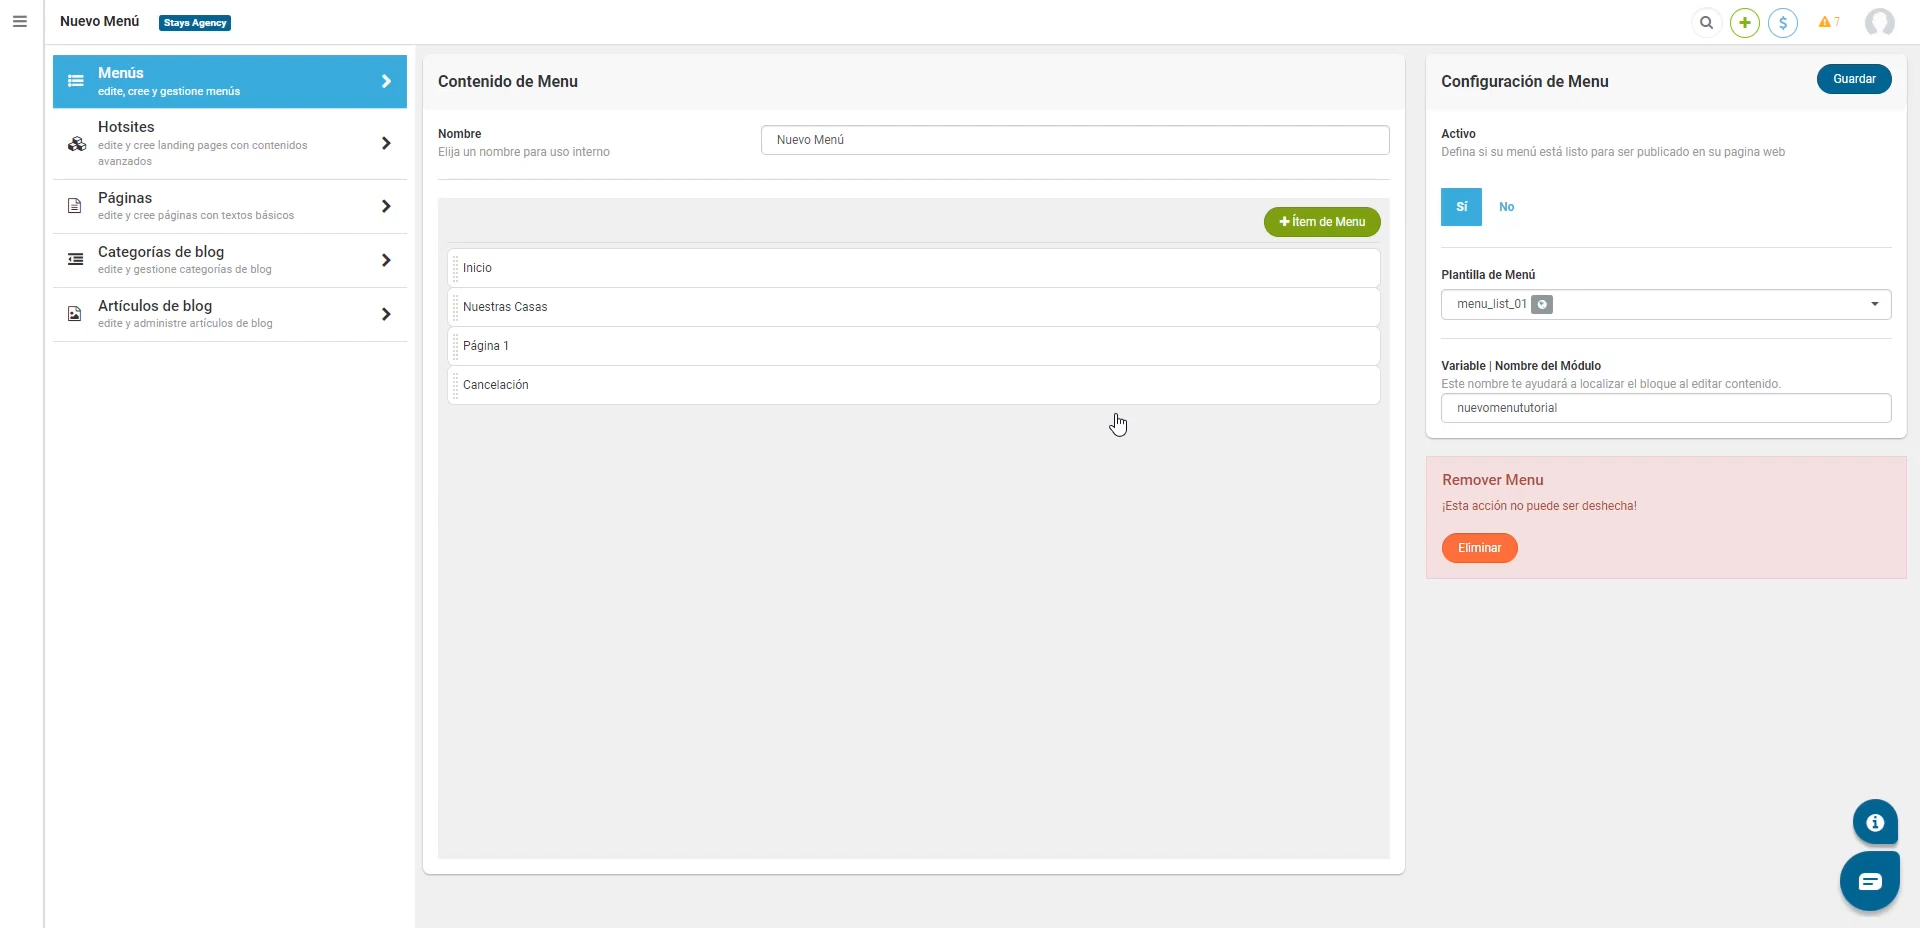 Nuevo Menú
Stays Agency
7
Menús
edite, cree y gestione menús
Hotsites
edite y cree landing pages con contenidos
avanzados
Páginas
edite y cree páginas con textos básicos
Categorías de blog
edite y gestione categorías de blog
Artículos de blog
edite y administre artículos de blog
Contenido de Menu
Nombre
Elija un nombre para uso interno
Nuevo Menú
Ítem de Menu
Inicio
Nuestras Casas
Página 1
Cancelación
Configuración de Menu
Guardar
Activo
Defina si su menú está listo para ser publicado en su pagina web
Sí
No
Plantilla de Menú
menu_list_01
Variable | Nombre del Módulo
Este nombre te ayudará a localizar el bloque al editar contenido.
nuevomenututorial
Remover Menu
¡Esta acción no puede ser deshecha!
Eliminar